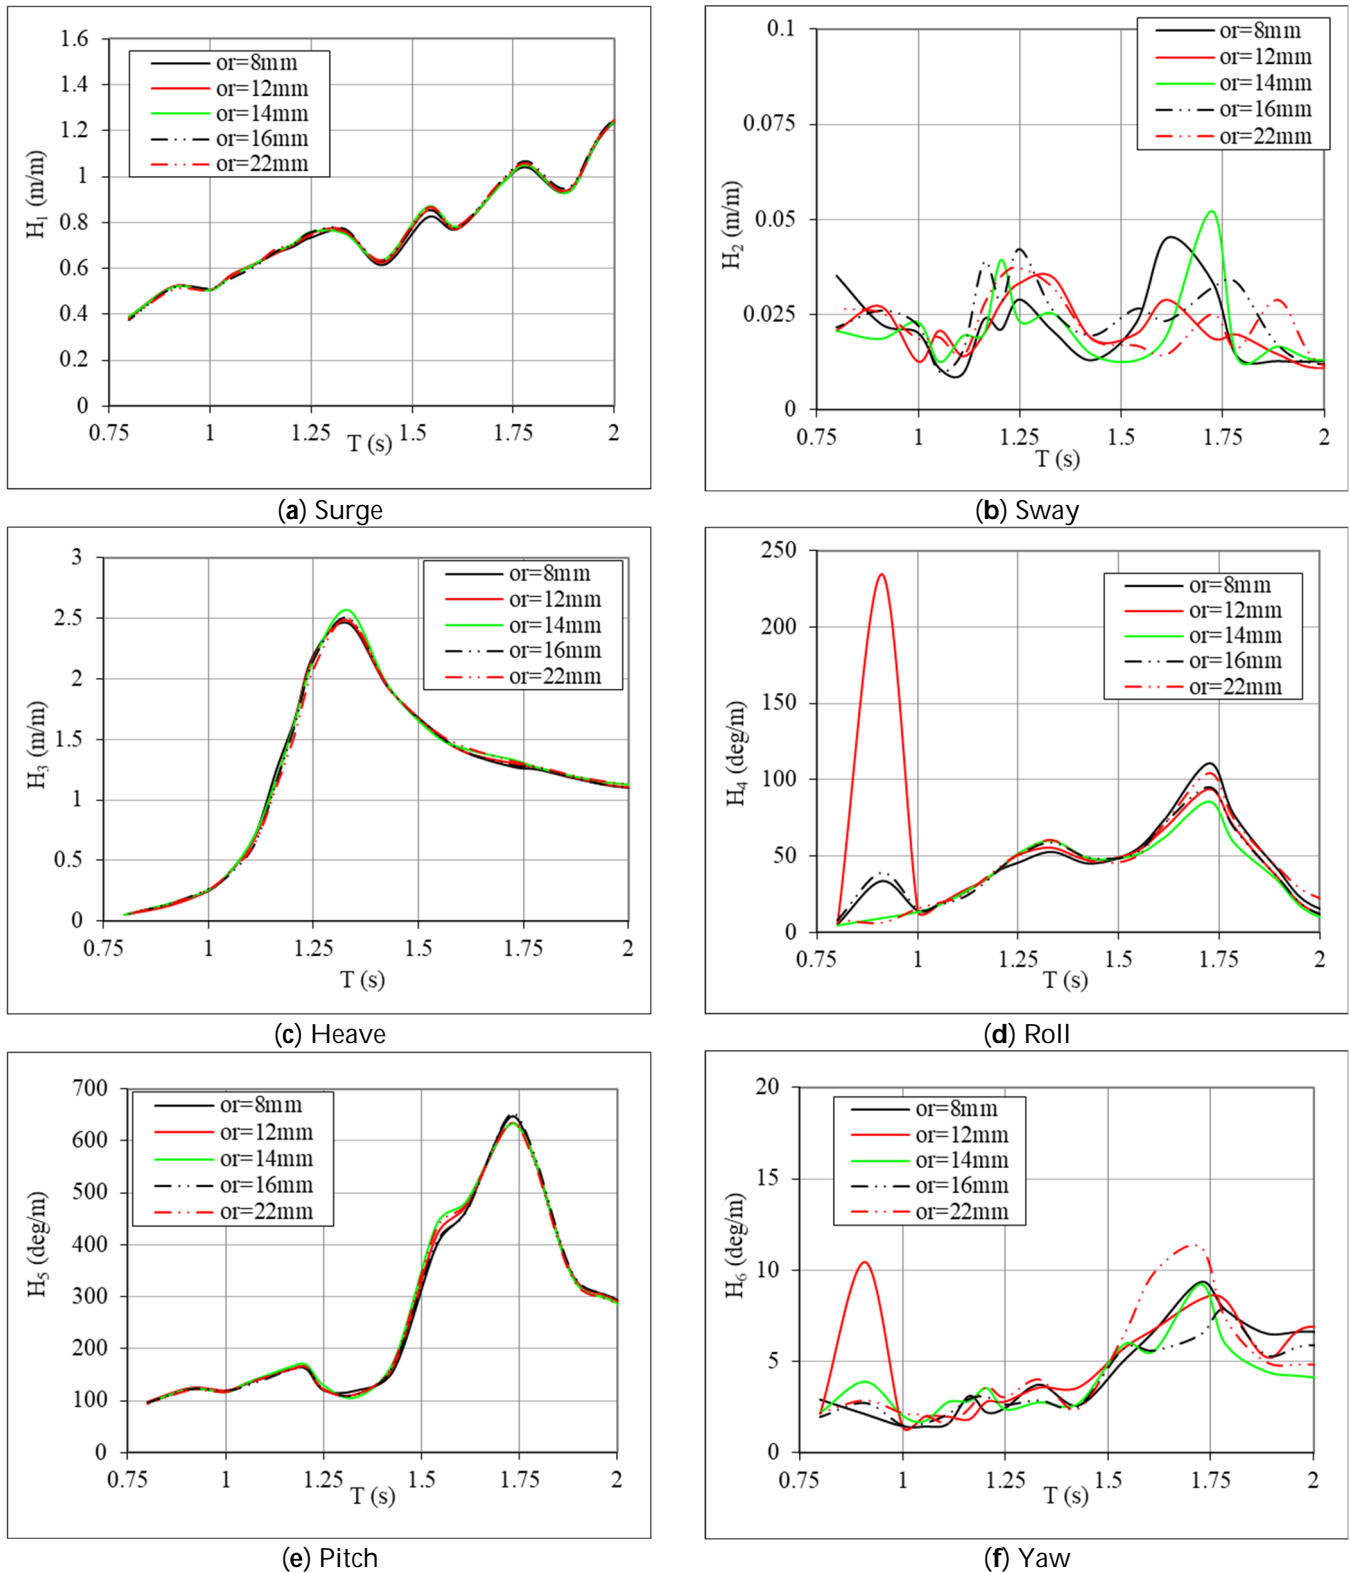 1.6
1.4
1.2
1
0.8
0.6
0.4
0.2
0
H1 (m/m)
or=8mm
or=12mm
or=14mm
or=16mm
or=22mm
0.75 1 1.25 1.5 1.75 2
T (s)
(a) Surge
0.1
0.075
0.05
0.025
0
H2 (m/m)
or=8mm
or=12mm
or=14mm
or=16mm
or=22mm
0.75 1 1.25 1.5 1.75 2
T (s)
(b) Sway
3
2.5
2
1.5
1
0.5
0
H3 (m/m)
or=8mm
or=12mm
or=14mm
or=16mm
or=22mm
0.75 1 1.25 1.5 1.75 2
T (s)
(c) Heave
250
200
150
100
50
0
H4 (deg/m)
or=8mm
or=12mm
or=14mm
or=16mm
or=22mm
0.75 1 1.25 1.5 1.75 2
T (s)
(d) Roll
700
600
500
400
300
200
100
0
H5 (deg/m)
or=8mm
or=12mm
or=14mm
or=16mm
or=22mm
0.75 1 1.25 1.5 1.75 2
T (s)
(e) Pitch
20
15
10
5
0
H6 (deg/m)
or=8mm
or=12mm
or=14mm
or=16mm
or=22mm
0.75 1 1.25 1.5 1.75 2
T (s)
(f) Yaw